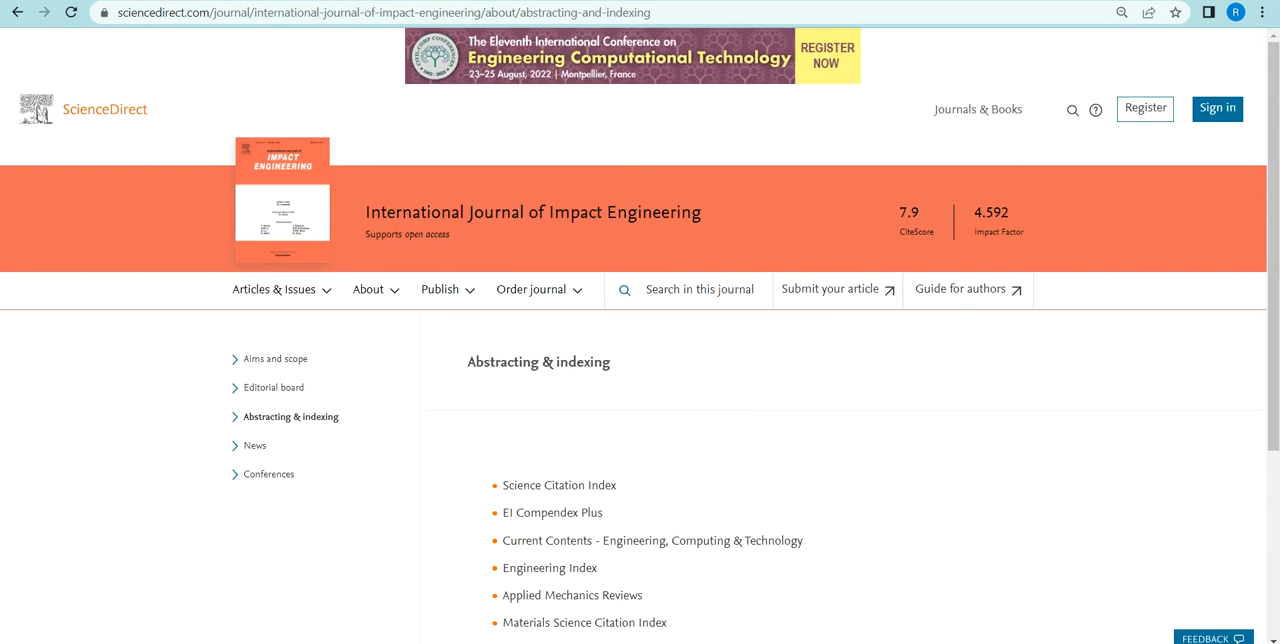 sciencedirect.com/journal/international-journal-of-impact-engineering/about/abstracting-and-indexing
R
The Eleventh International Conference on
Engineering Computational Technology
23–25 August, 2022 | Montpellier, France
REGISTER
NOW
ScienceDirect
Journals & Books
Register
Sign in
IMPACT
ENGINEERING
International Journal of Impact Engineering
Supports open access
7.9
CiteScore
4.592
Impact Factor
Articles & Issues
About
Publish
Order journal
Search in this journal
Submit your article
Guide for authors
Aims and scope
Editorial board
Abstracting & indexing
News
Conferences
Abstracting & indexing
Science Citation Index
EI Compendex Plus
Current Contents - Engineering, Computing & Technology
Engineering Index
Applied Mechanics Reviews
Materials Science Citation Index
FEEDBACK